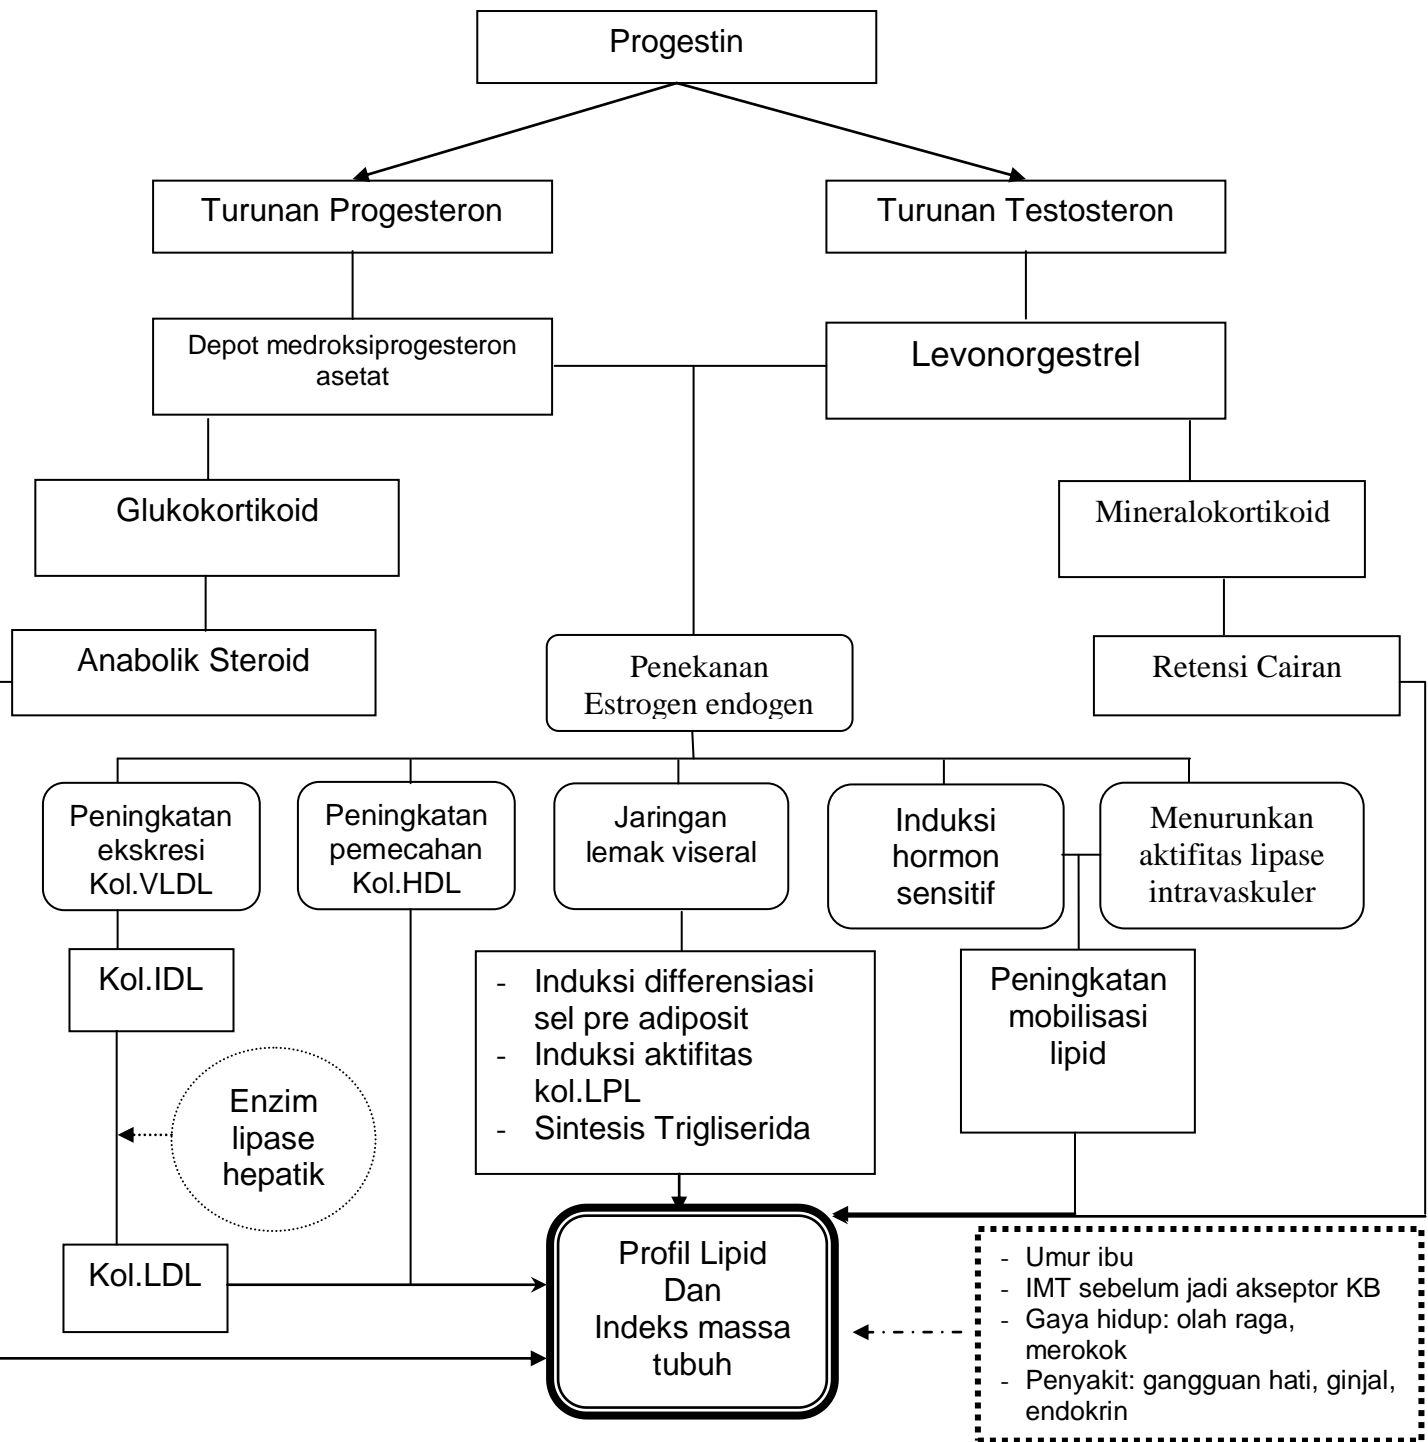 Progestin
Turunan Progesteron
Turunan Testosteron
Depot medroksiprogesteron
asetat
Levonorgestrel
Glukokortikoid
Mineralokortikoid
Anabolik Steroid
Penekanan
Estrogen endogen
Retensi Cairan
Peningkatan
ekskresi
Kol.VLDL
Peningkatan
pemecahan
Kol.HDL
Jaringan
lemak viseral
Induksi
hormon
sensitif
Menurunkan
aktifitas lipase
intravaskuler
Kol.IDL
- Induksi differensiasi
sel pre adiposit
- Induksi aktifitas
kol.LPL
- Sintesis Trigliserida
Peningkatan
mobilisasi
lipid
Enzim
lipase
hepatik
Kol.LDL
Profil Lipid
Dan
Indeks massa
tubuh
- Umur ibu
- IMT sebelum jadi akseptor KB
- Gaya hidup: olah raga,
merokok
- Penyakit: gangguan hati, ginjal,
endokrin